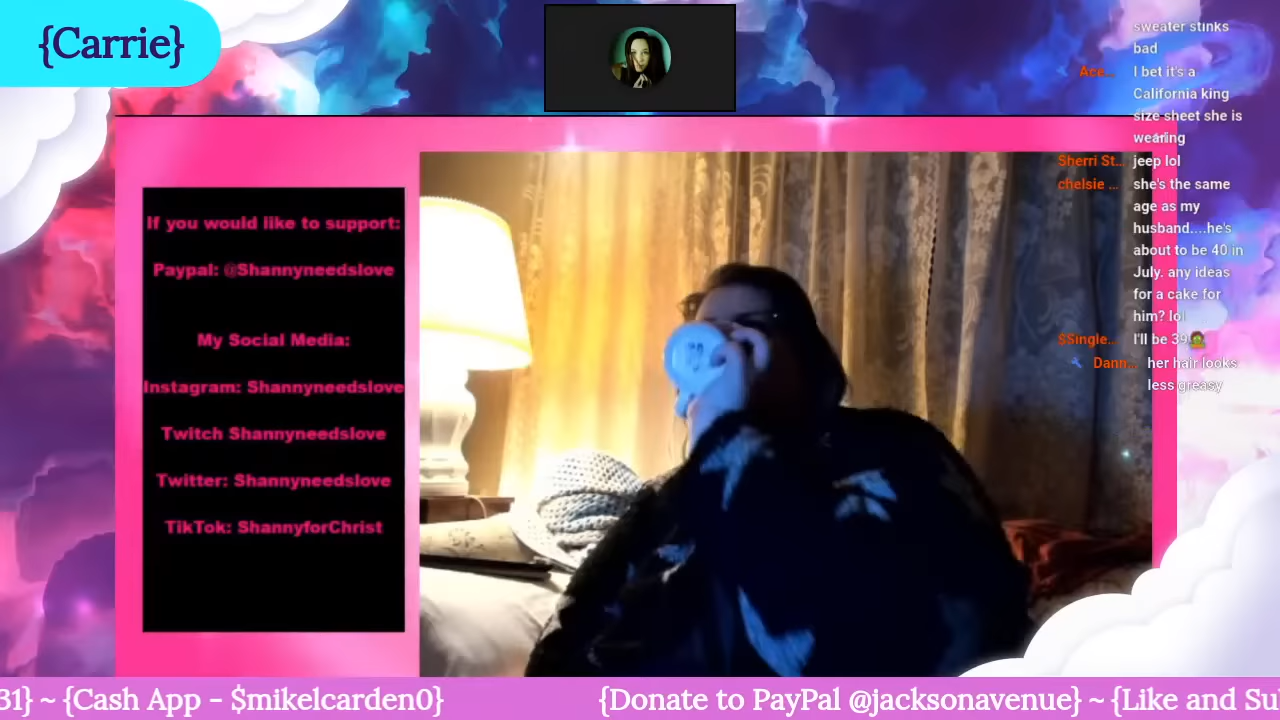 {Carrie}
If you would like to support:
Paypal: @Shannyneedslove
My Social Media:
Instagram: Shannyneedslove
Twitch Shannyneedslove
Twitter: Shannyneedslove
TikTok: ShannyforChrist
sweater stinks
bad
Ace... I bet it's a
California king
size sheet she is
wearing
Sherri St... jeep lol
chelsie ... she's the same
age as my
husband....he's
about to be 40 in
July. any ideas
for a cake for
him? lol
$Single... I'll be 39
Dann... her hair looks
less greasy
31} ~ {Cash App - $mikelcarden0} {Donate to PayPal @jacksonavenue} ~ {Like and Su